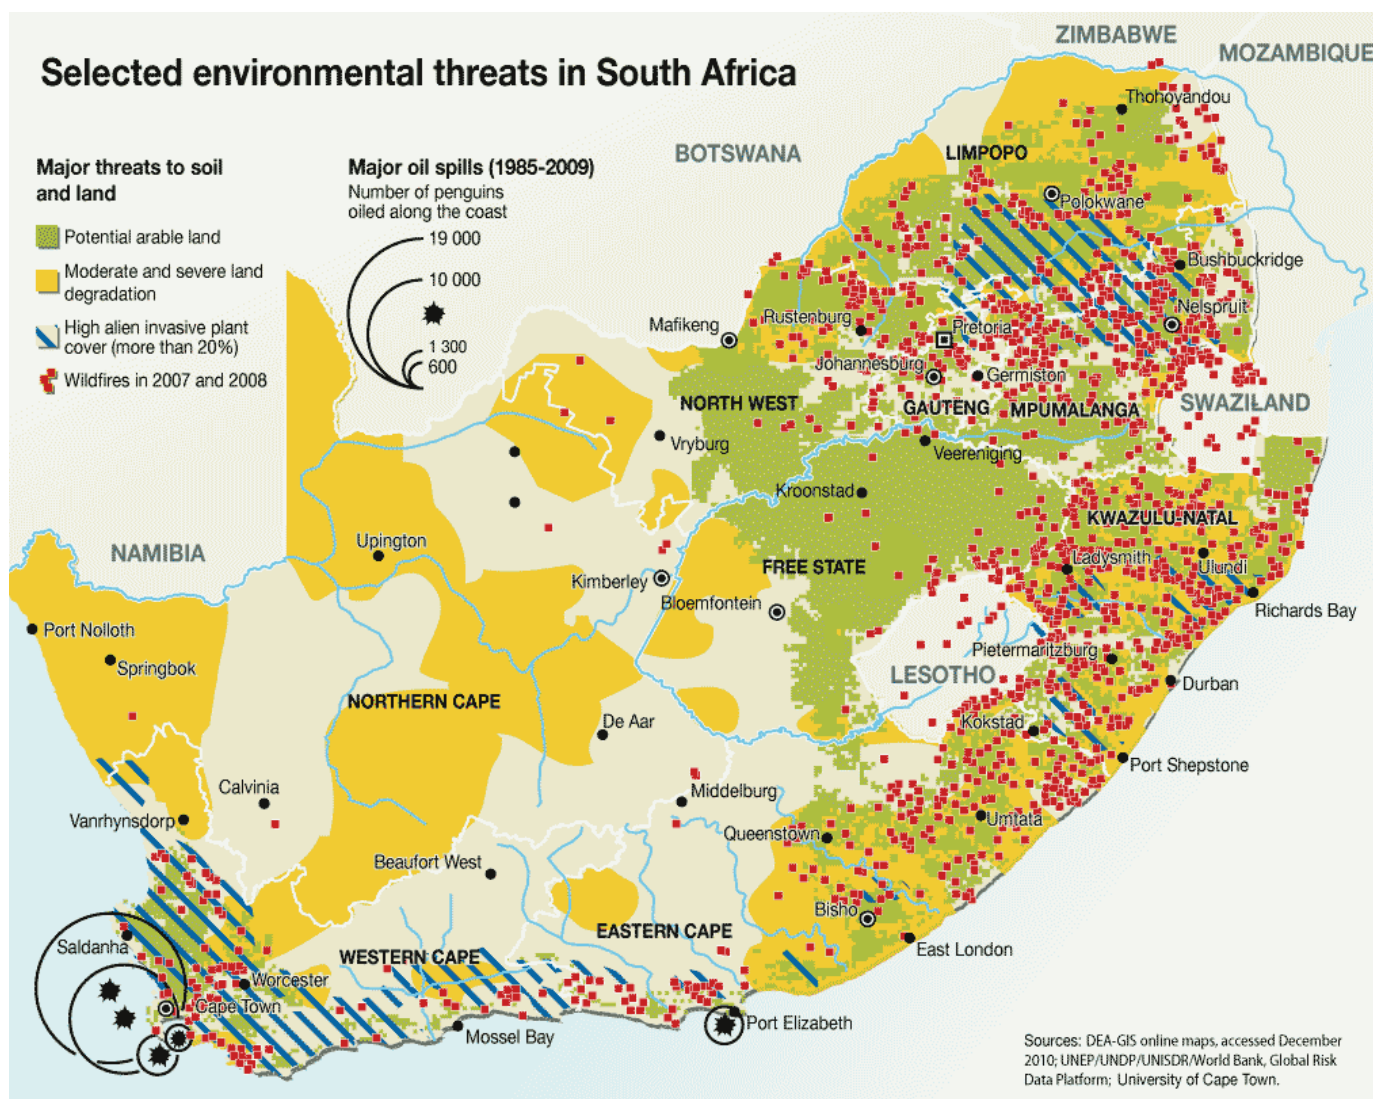 Selected environmental threats in South Africa
Major threats to soil
and land
Potential arable land
Moderate and severe land
degradation
High alien invasive plant
cover (more than 20%)
Wildfires in 2007 and 2008
Major oil spills (1985-2009)
Number of penguins
oiled along the coast
19 000
10 000
1 300
600
ZIMBABWE
MOZAMBIQUE
BOTSWANA
Thohoyandou
LIMPOPO
Polokwane
Bushbuckridge
Nelspruit
Mafikeng
Rustenburg
Pretoria
Johannesburg
Germiston
NORTH WEST
GAUTENG
MPUMALANGA
SWAZILAND
Vryburg
Veereniging
Kroonstad
KWAZULU-NATAL
NAMIBIA
Upington
Kimberley
FREE STATE
Ladysmith
Ulundi
Bloemfontein
Richards Bay
Port Nolloth
Springbok
Pietermaritzburg
LESOTHO
Durban
NORTHERN CAPE
De Aar
Kokstad
Port Shepstone
Calvinia
Middelburg
Vanrhynsdorp
Queenstown
Umtata
Beaufort West
Bisho
EASTERN CAPE
East London
Saldanha
WESTERN CAPE
Worcester
Cape Town
Mossel Bay
Port Elizabeth
Sources: DEA-GIS online maps, accessed December
2010; UNEP/UNDP/UNISDR/World Bank, Global Risk
Data Platform; University of Cape Town.